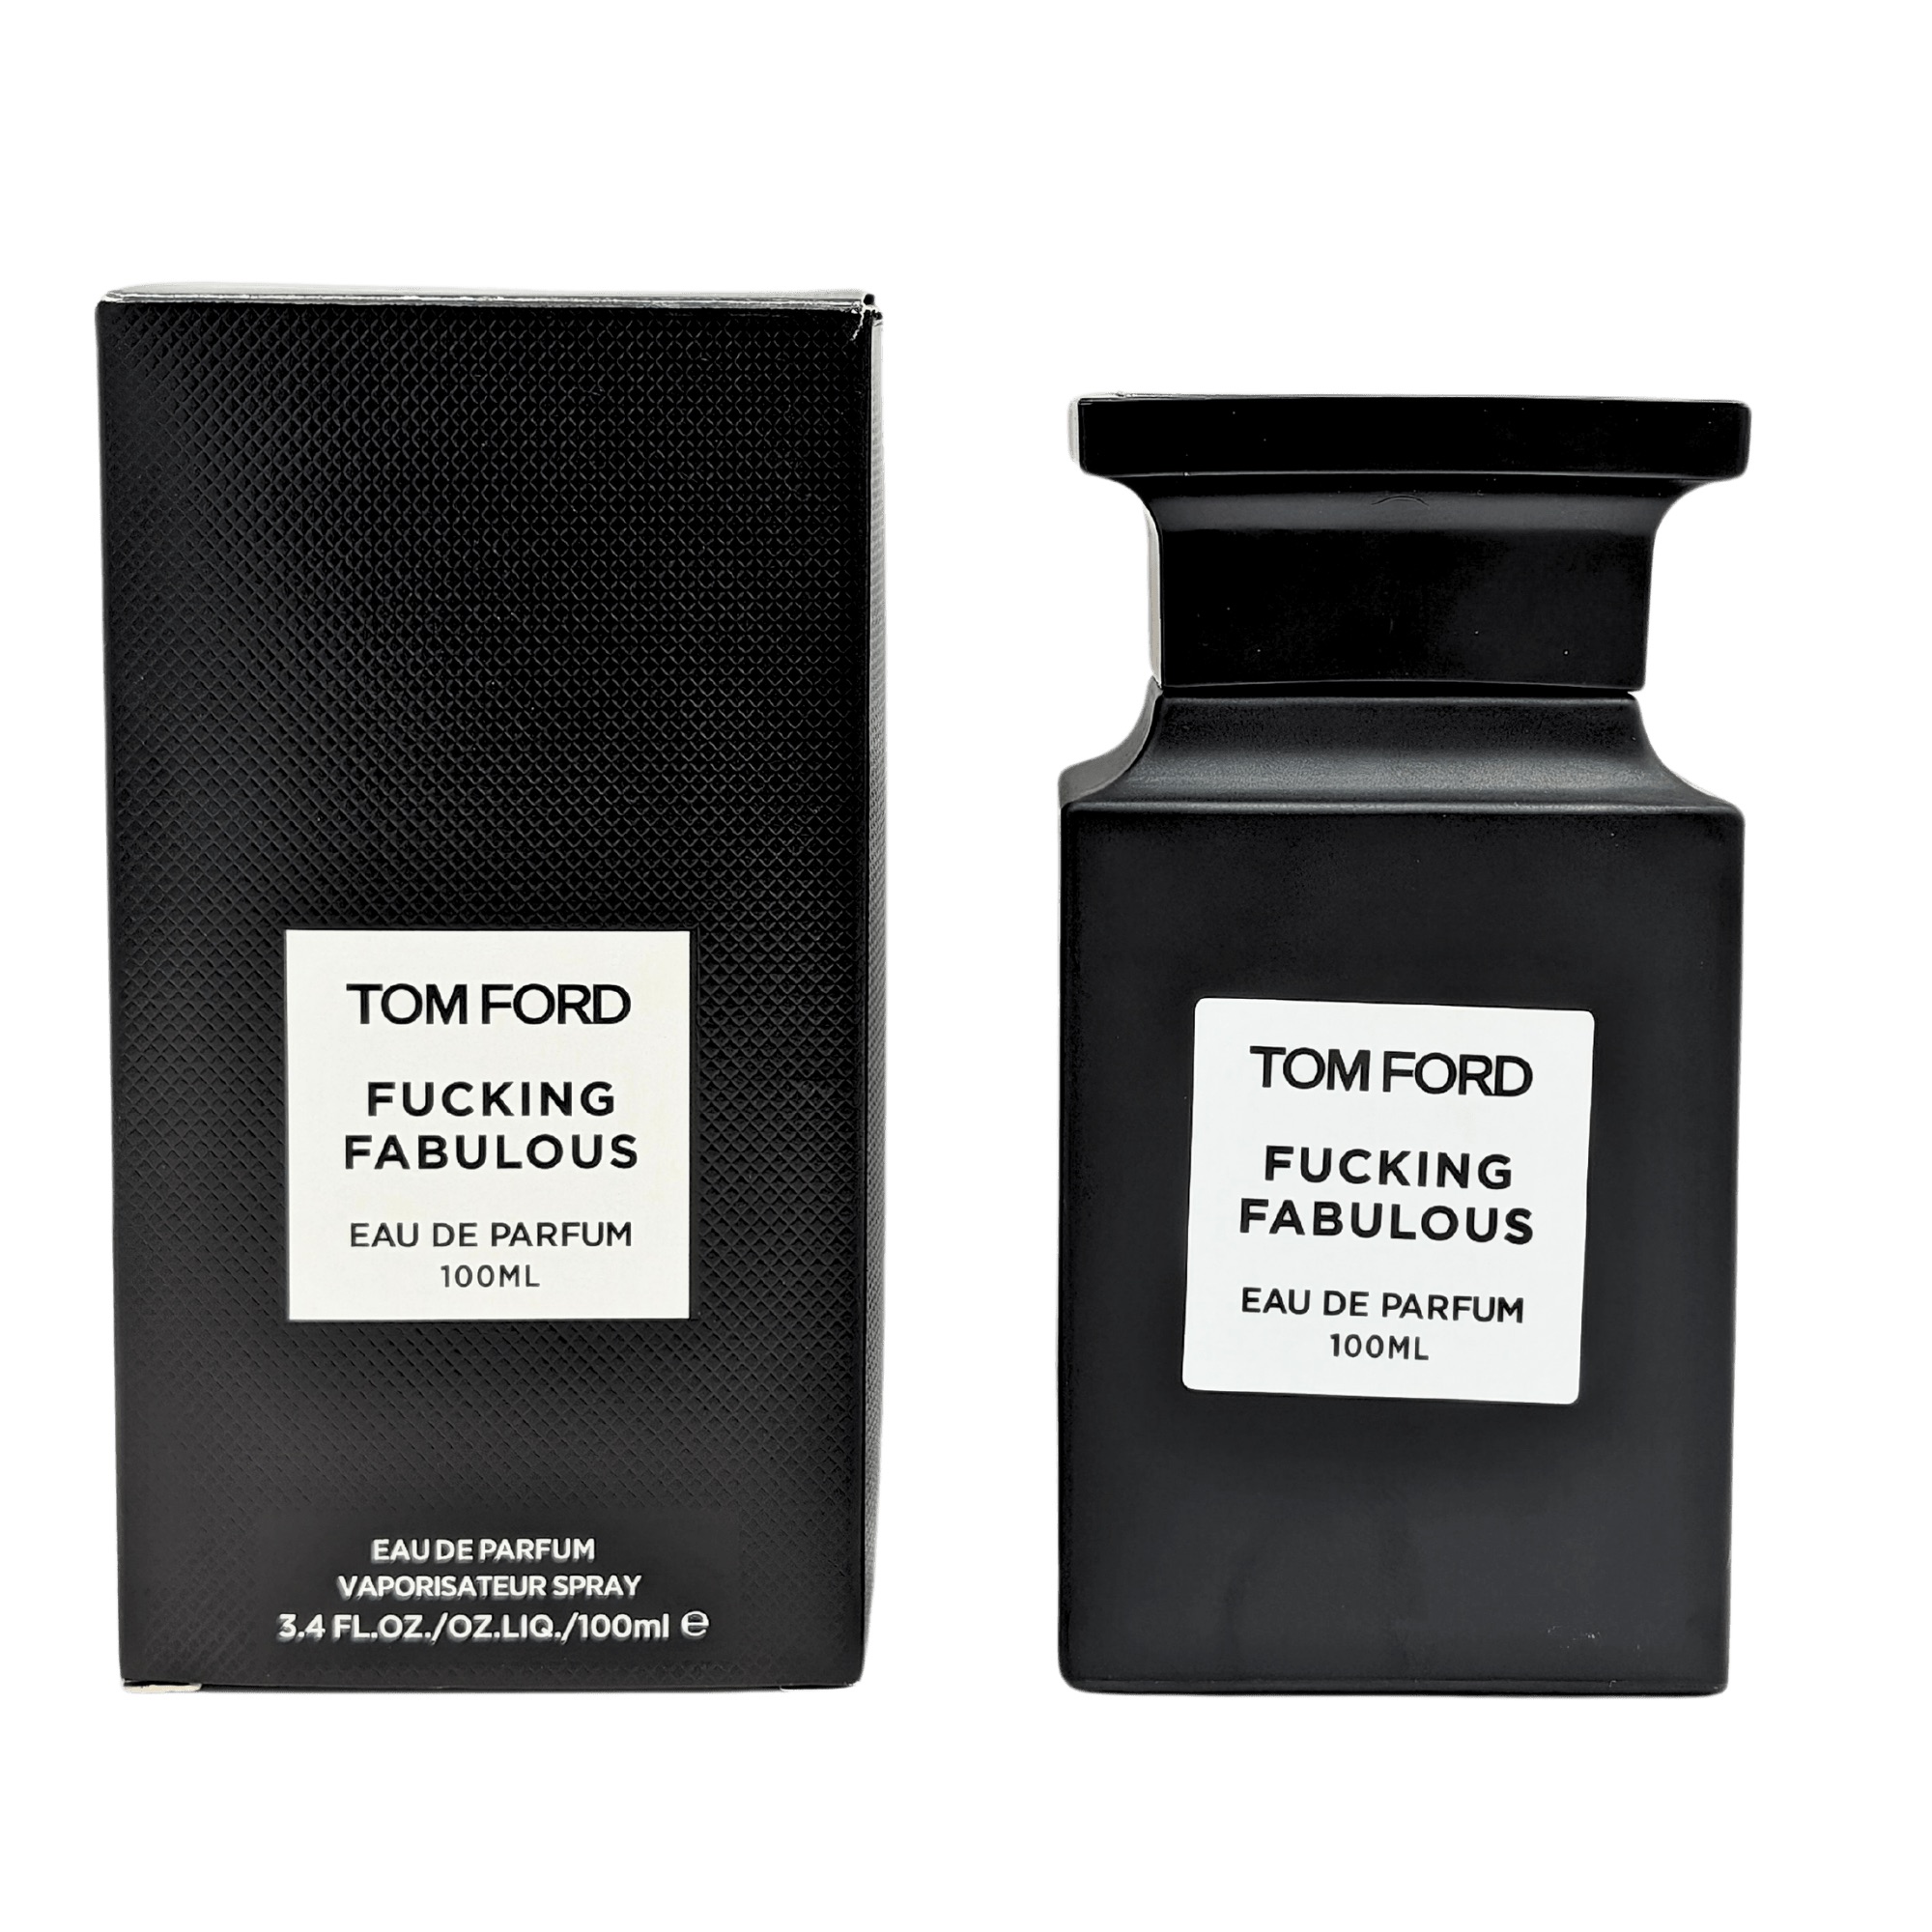 TOM FORD
FUCKING
FABULOUS
EAU DE PARFUM
100ML
EAU DE PARFUM
VAPORISATEUR SPRAY
3.4 FL.OZ./OZ.LIQ./100ml ℮
TOM FORD
FUCKING
FABULOUS
EAU DE PARFUM
100ML